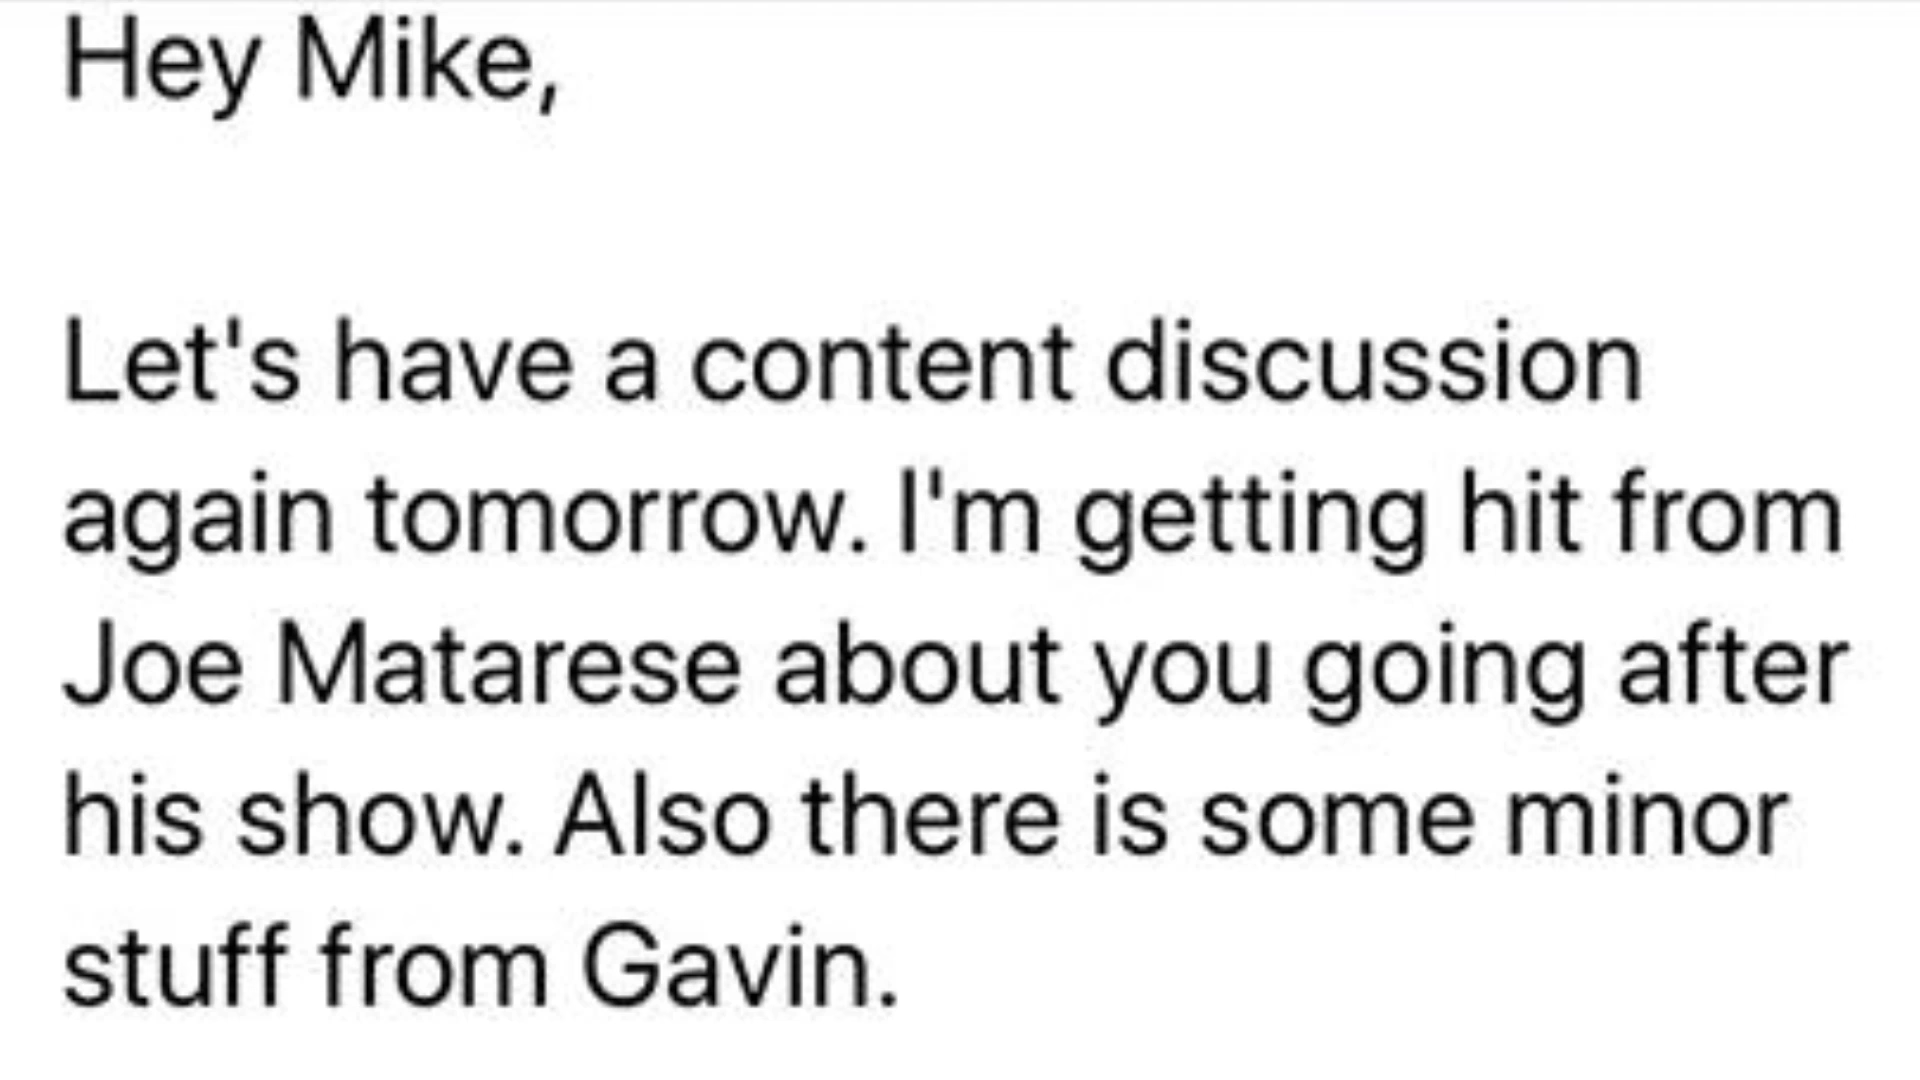 Hey Mike,
Let's have a content discussion
again tomorrow. I'm getting hit from
Joe Matarese about you going after
his show. Also there is some minor
stuff from Gavin.